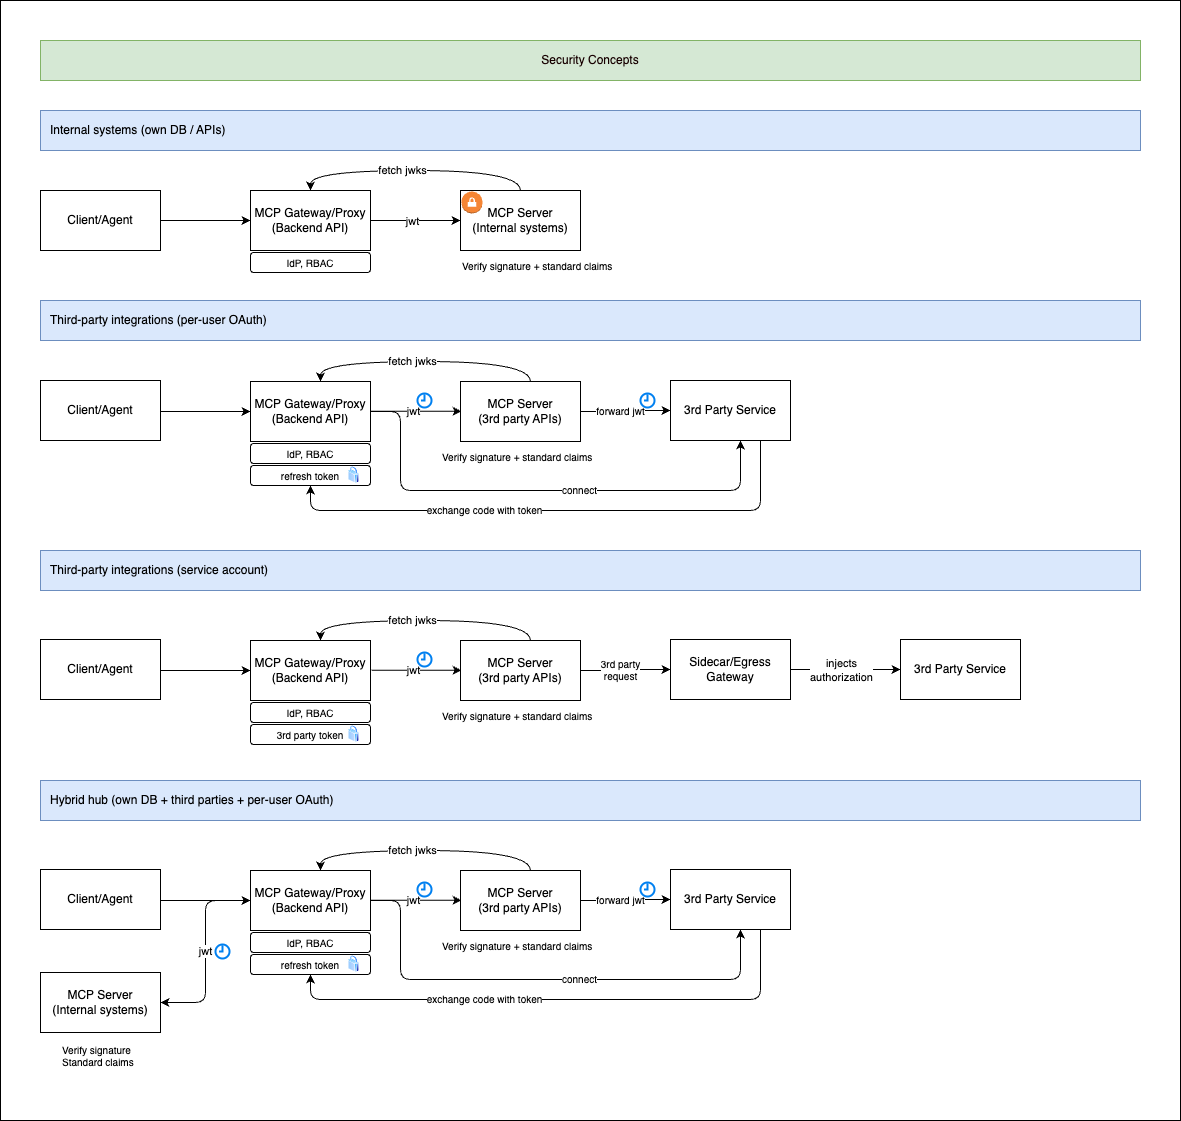 Security Concepts
Internal systems (own DB / APIs)
fetch jwks
Client/Agent
MCP Gateway/Proxy
(Backend API)
jwt
MCP Server
(Internal systems)
IdP, RBAC
Verify signature + standard claims
Third-party integrations (per-user OAuth)
fetch jwks
Client/Agent
MCP Gateway/Proxy
(Backend API)
jwt
MCP Server
(3rd party APIs)
forward jwt
3rd Party Service
IdP, RBAC
Verify signature + standard claims
refresh token
connect
exchange code with token
Third-party integrations (service account)
fetch jwks
Client/Agent
MCP Gateway/Proxy
(Backend API)
jwt
MCP Server
(3rd party APIs)
3rd party
request
Sidecar/Egress
Gateway
injects
authorization
3rd Party Service
IdP, RBAC
Verify signature + standard claims
3rd party token
Hybrid hub (own DB + third parties + per-user OAuth)
fetch jwks
Client/Agent
MCP Gateway/Proxy
(Backend API)
jwt
MCP Server
(3rd party APIs)
forward jwt
3rd Party Service
IdP, RBAC
Verify signature + standard claims
jwt
refresh token
connect
exchange code with token
MCP Server
(Internal systems)
Verify signature
Standard claims